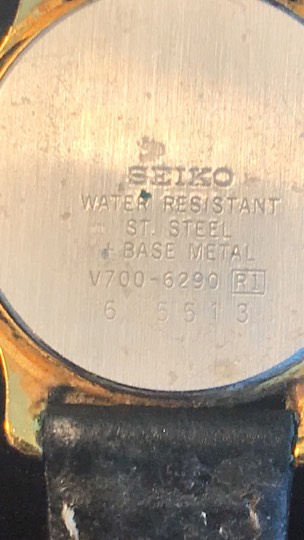 SEIKO
WATER RESISTANT
ST. STEEL
+ BASE METAL
V700-6290 R1
6 5513